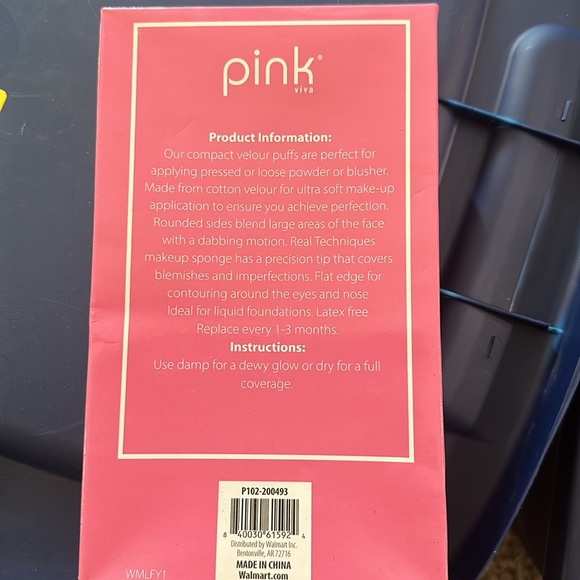 pink®
viva
Product Information:
Our compact velour puffs are perfect for
applying pressed or loose powder or blusher.
Made from cotton velour for ultra soft make-up
application to ensure you achieve perfection.
Rounded sides blend large areas of the face
with a dabbing motion. Real Techniques
makeup sponge has a precision tip that covers
blemishes and imperfections. Flat edge for
contouring around the eyes and nose
Ideal for liquid foundations. Latex free
Replace every 1-3 months.
Instructions:
Use damp for a dewy glow or dry for a full
coverage.
P102-200493
8 40030 61592 4
Distributed by Walmart Inc.
Bentonville, AR 72716
MADE IN CHINA
Walmart.com
WMLFY1